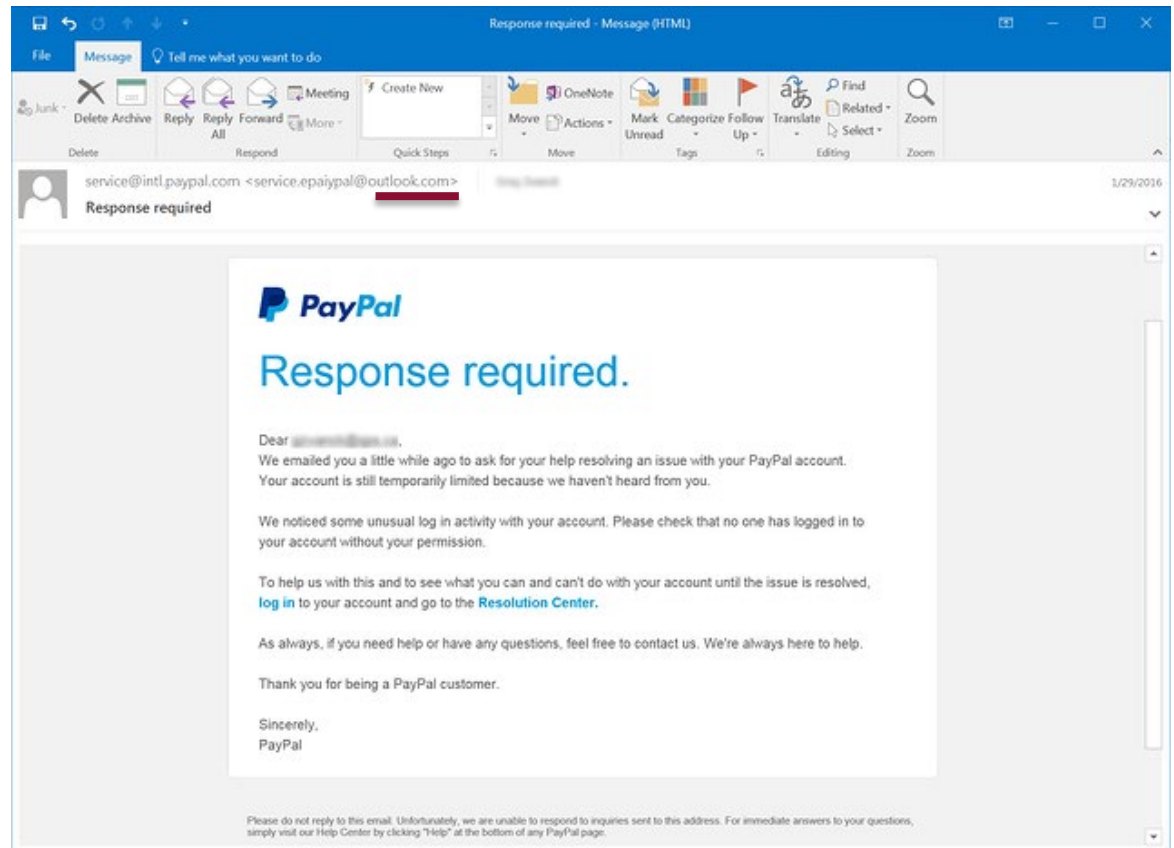 Response required - Message (HTML)
File Message Tell me what you want to do
Junk
Delete Archive
Reply Reply All Forward
Meeting
More
Create New
Move
OneNote
Actions
Mark Unread Categorize Follow Up
Translate
Find
Related
Select
Zoom
Delete Respond Quick Steps Move Tags Editing Zoom
service@intl.paypal.com <service.epaiypal@outlook.com> 1/29/2016
Response required
PayPal
Response required.
Dear
We emailed you a little while ago to ask for your help resolving an issue with your PayPal account.
Your account is still temporarily limited because we haven't heard from you.
We noticed some unusual log in activity with your account. Please check that no one has logged in to
your account without your permission.
To help us with this and to see what you can and can't do with your account until the issue is resolved,
log in to your account and go to the Resolution Center.
As always, if you need help or have any questions, feel free to contact us. We're always here to help.
Thank you for being a PayPal customer.
Sincerely,
PayPal
Please do not reply to this email. Unfortunately, we are unable to respond to inquiries sent to this address. For immediate answers to your questions,
simply visit our Help Center by clicking "Help" at the bottom of any PayPal page.